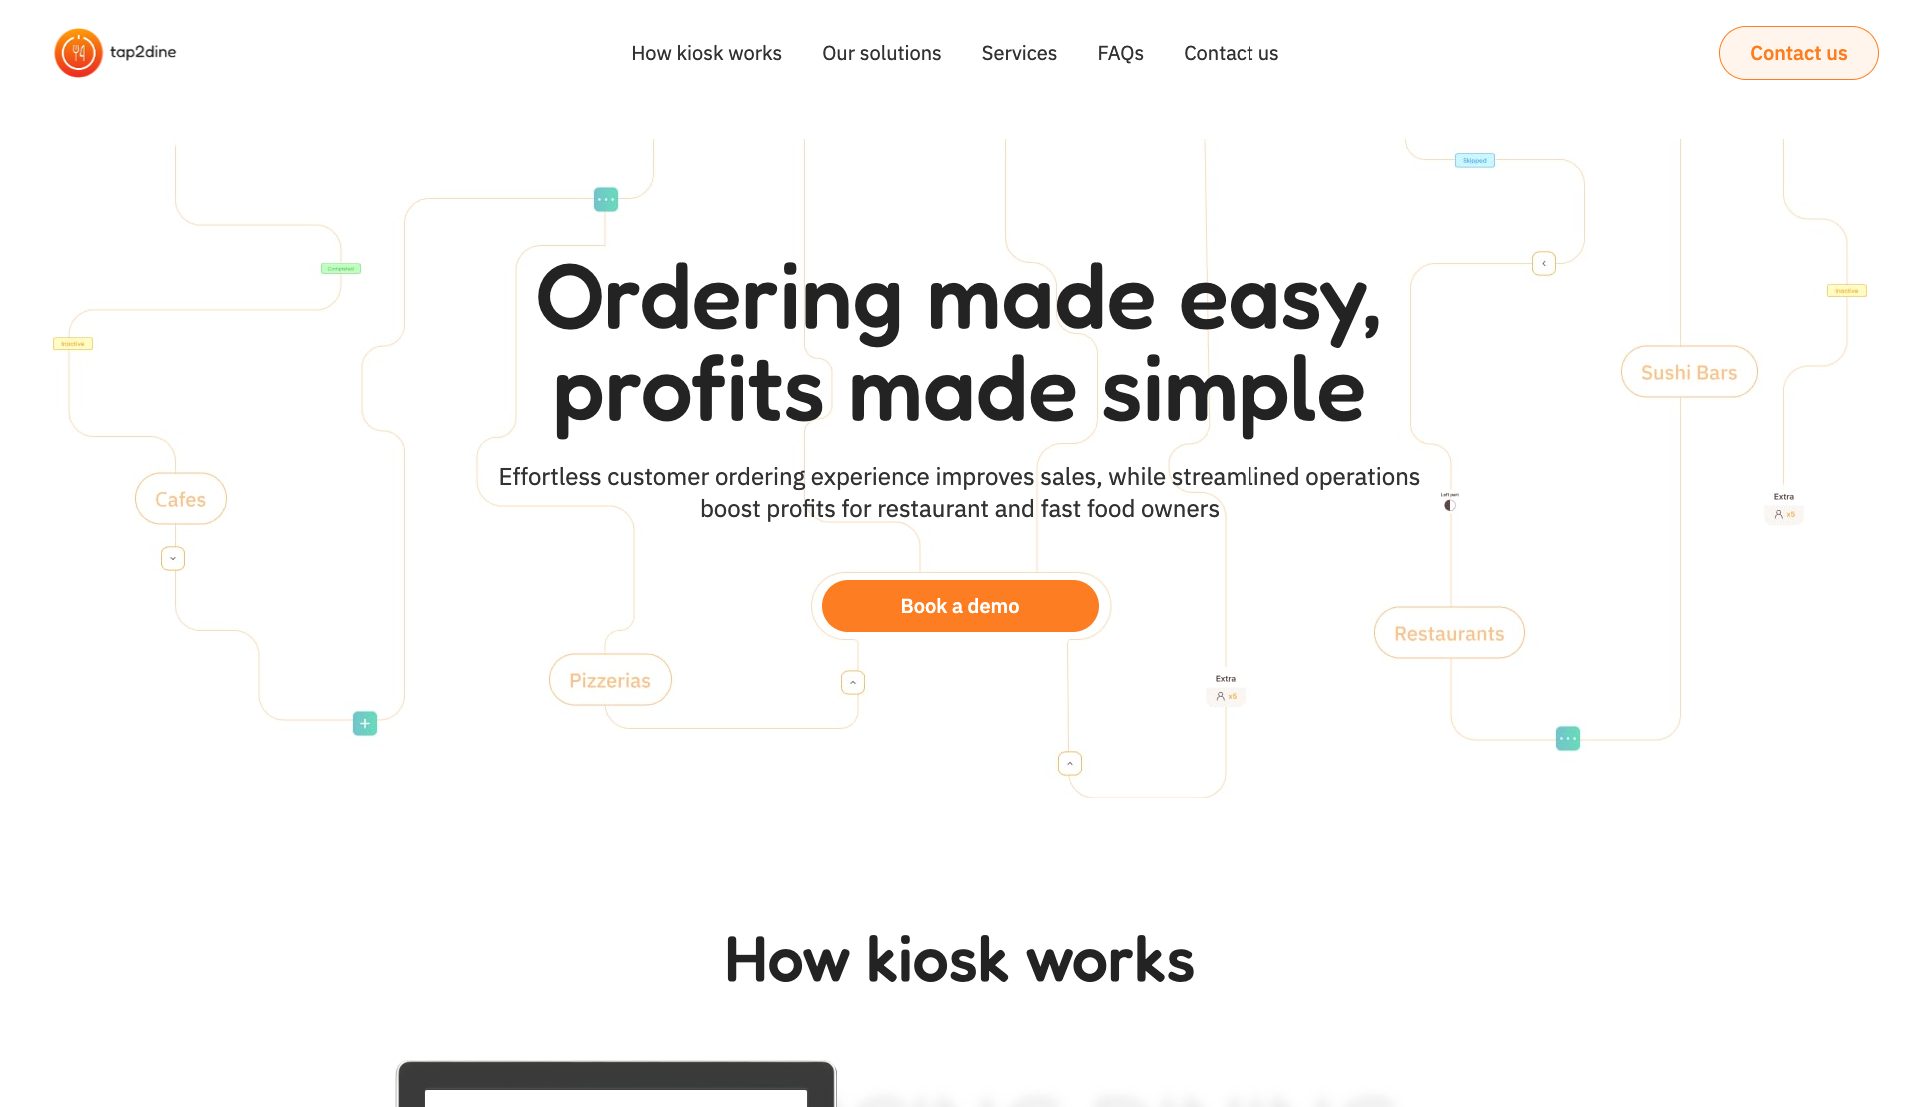 tap2dine
How kiosk works
Our solutions
Services
FAQs
Contact us
Contact us
Skipped
Completed
Inactive
Inactive
Ordering made easy,
profits made simple
Sushi Bars
Effortless customer ordering experience improves sales, while streamlined operations
boost profits for restaurant and fast food owners
Cafes
Left part
Extra
x5
Book a demo
Restaurants
Pizzerias
Extra
x5
How kiosk works